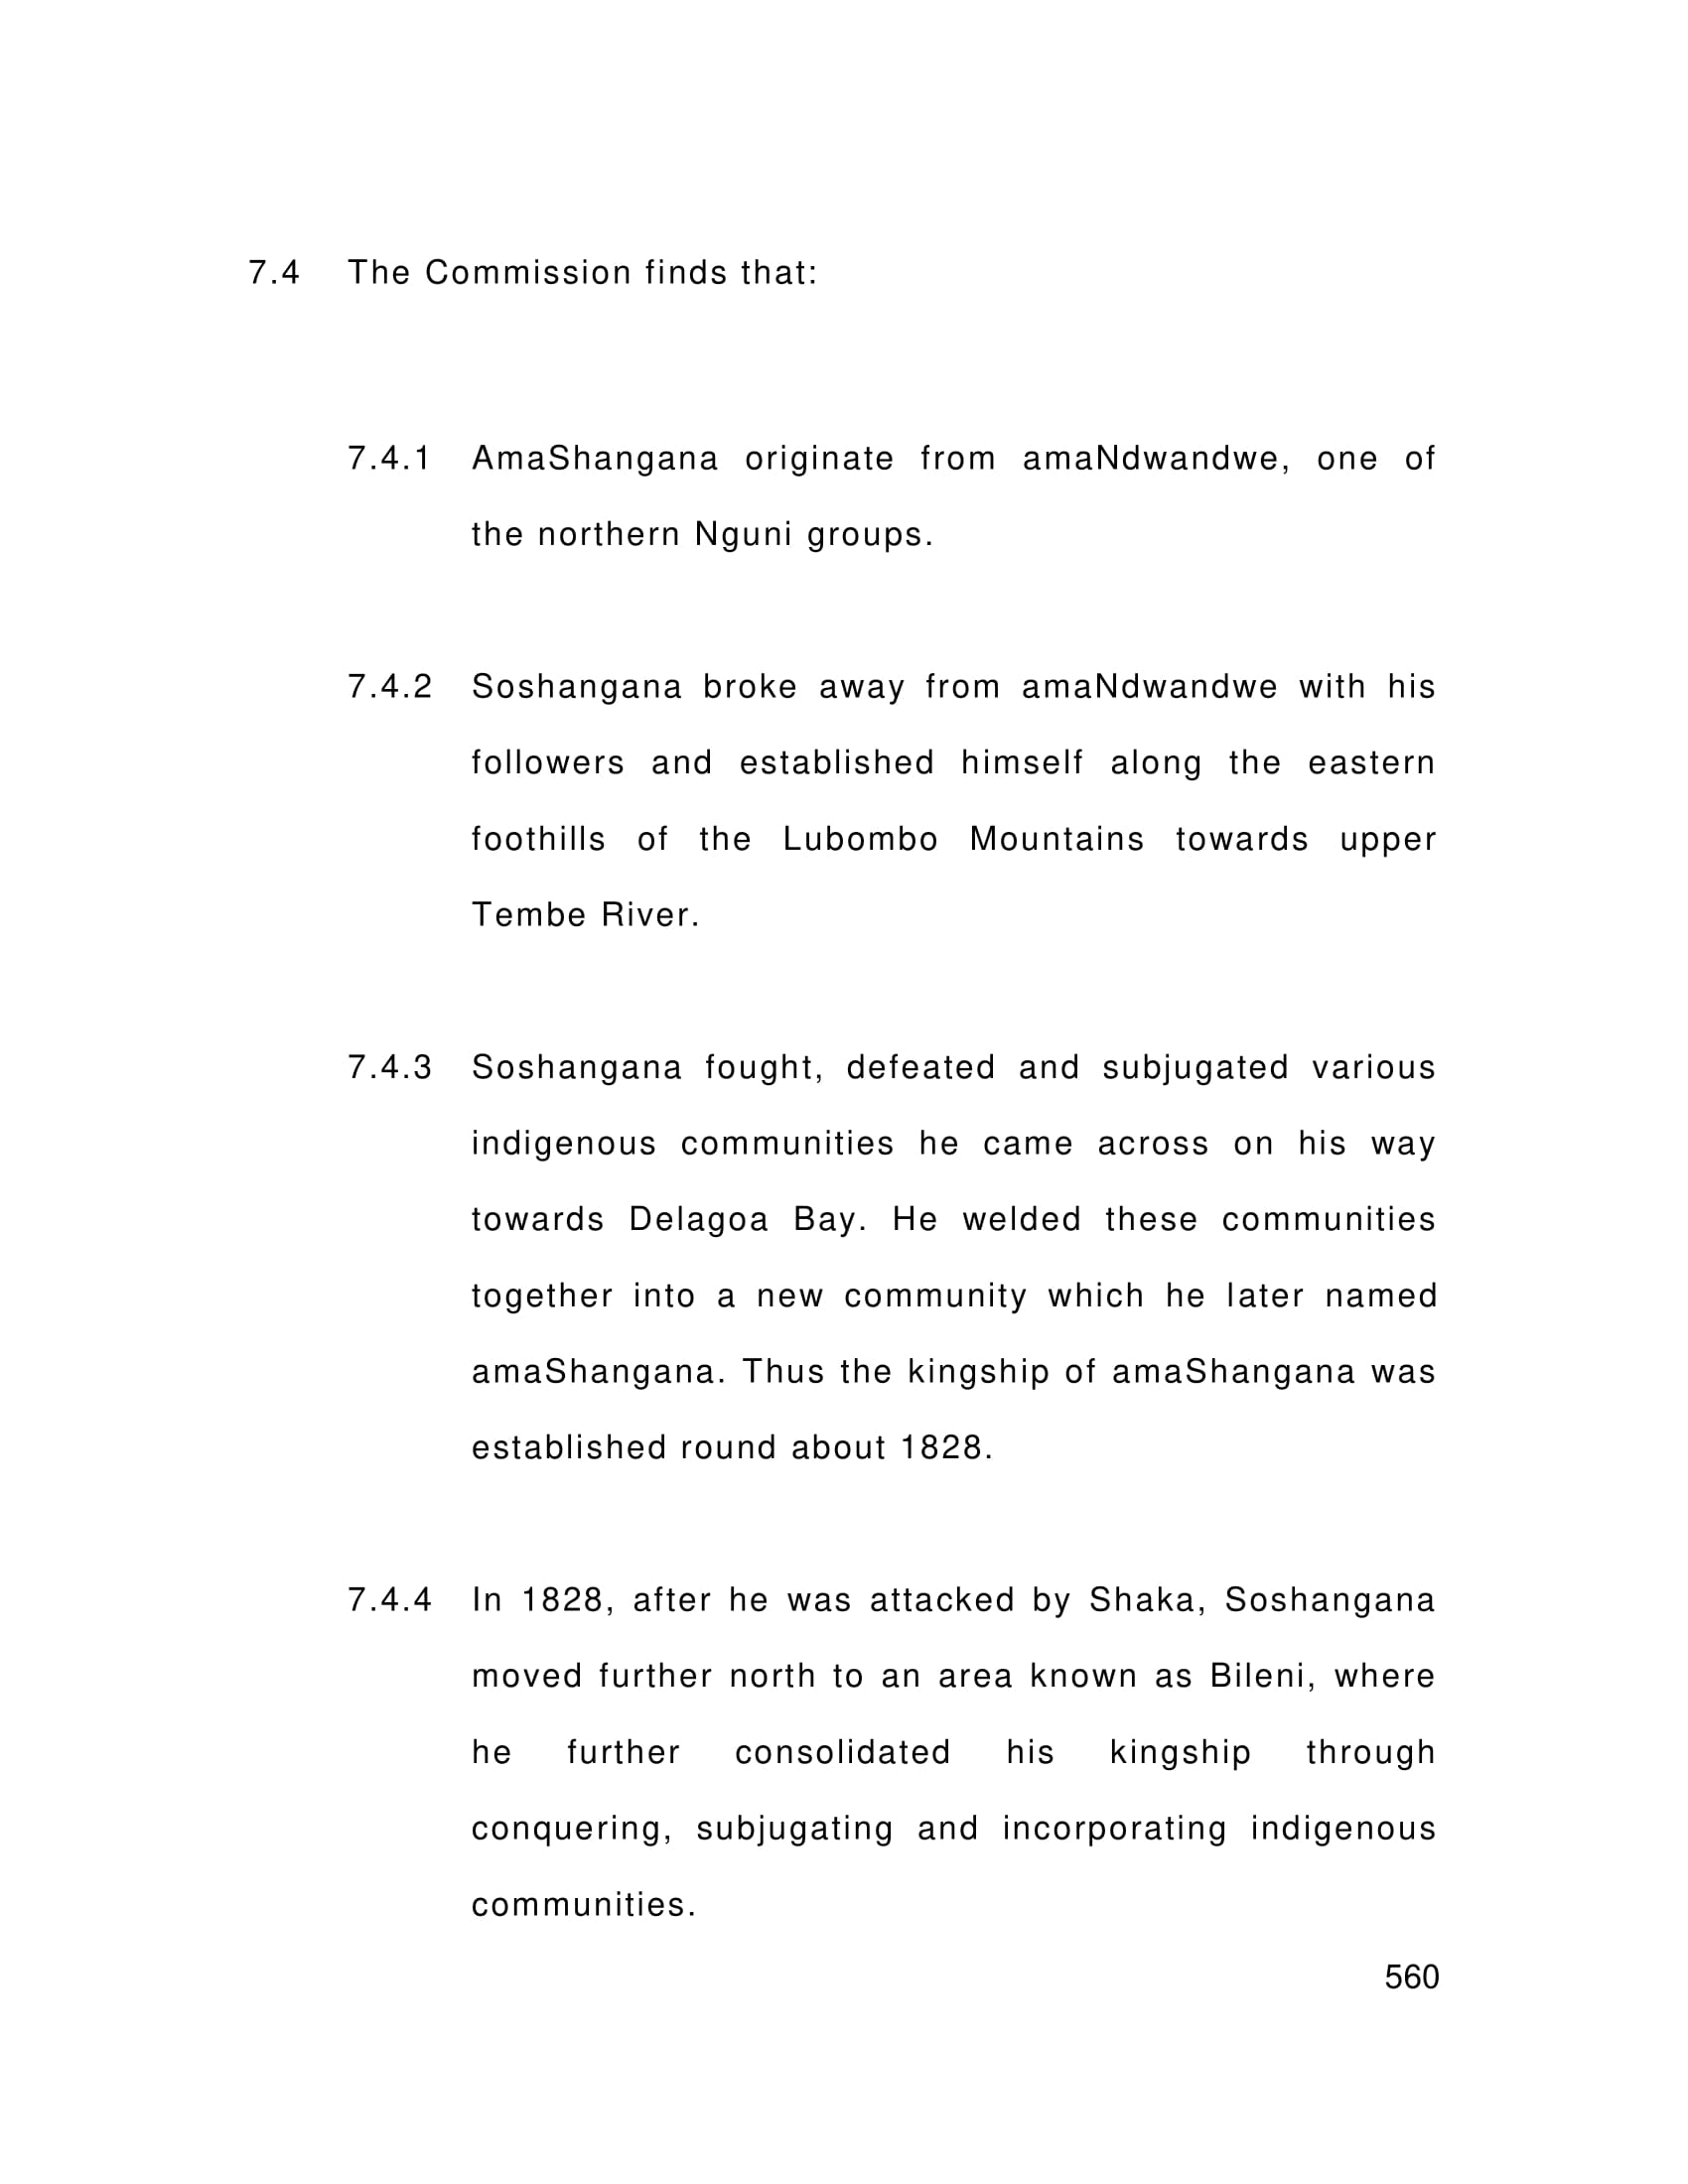 7.4 The Commission finds that:
7.4.1 AmaShangana originate from amaNdwandwe, one of
the northern Nguni groups.
7.4.2 Soshangana broke away from amaNdwandwe with his
followers and established himself along the eastern
foothills of the Lubombo Mountains towards upper
Tembe River.
7.4.3 Soshangana fought, defeated and subjugated various
indigenous communities he came across on his way
towards Delagoa Bay. He welded these communities
together into a new community which he later named
amaShangana. Thus the kingship of amaShangana was
established round about 1828.
7.4.4 In 1828, after he was attacked by Shaka, Soshangana
moved further north to an area known as Bileni, where
he further consolidated his kingship through
conquering, subjugating and incorporating indigenous
communities.
560